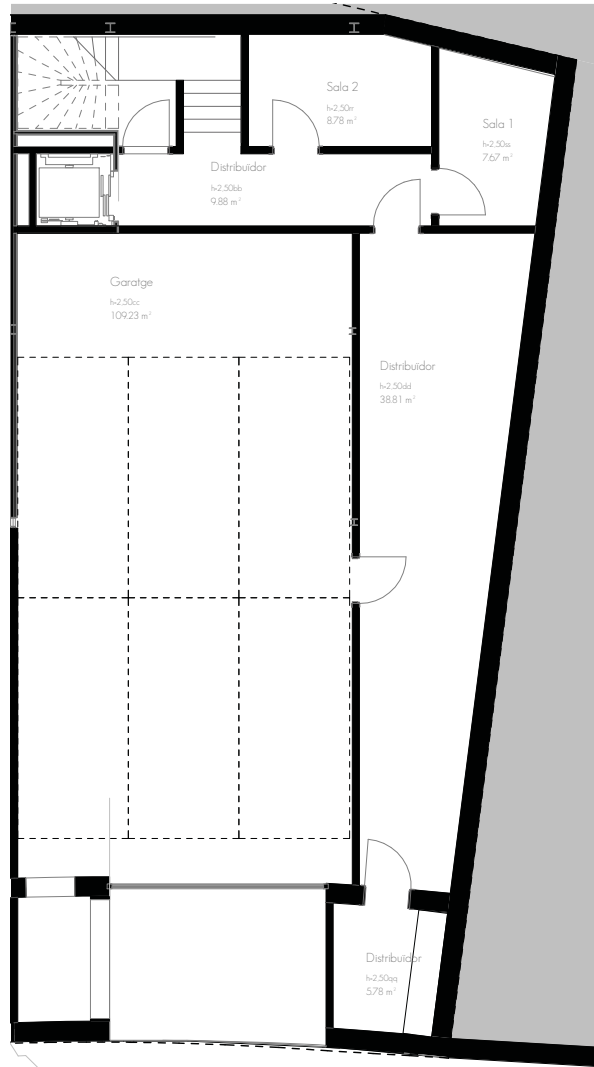 Sala 2
h=2,50rr
8.78 m²
Sala 1
h=2,50ss
7.67 m²
Distribuïdor
h=2,50bb
9.88 m²
Garatge
h=2,50cc
109.23 m²
Distribuïdor
h=2,50dd
38.81 m²
Distribuïdor
h=2,50qq
5.78 m²